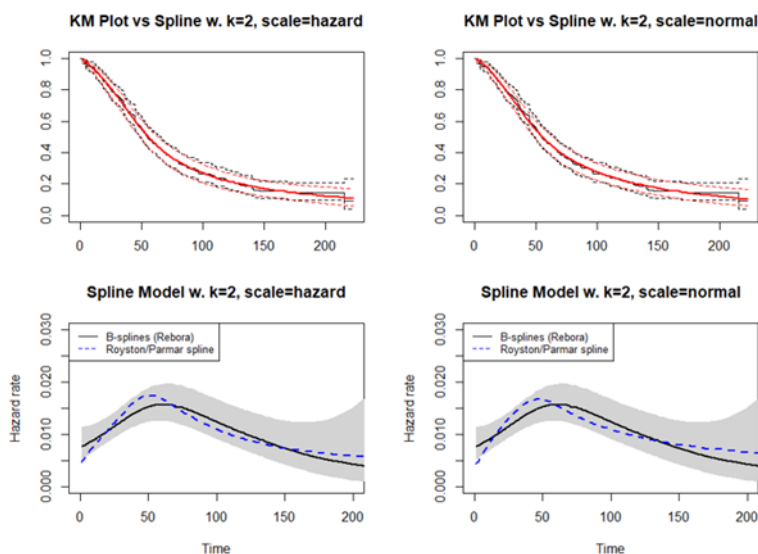 KM Plot vs Spline w. k=2, scale=hazard
KM Plot vs Spline w. k=2, scale=normal
1.0
0.8
0.6
0.4
0.2
0.0
0 50 100 150 200
1.0
0.8
0.6
0.4
0.2
0.0
0 50 100 150 200
Spline Model w. k=2, scale=hazard
Spline Model w. k=2, scale=normal
Hazard rate
0.030
0.020
0.010
0.000
B-splines (Rebora)
Royston/Parmar spline
0 50 100 150 200
Time
Hazard rate
0.030
0.020
0.010
0.000
B-splines (Rebora)
Royston/Parmar spline
0 50 100 150 200
Time